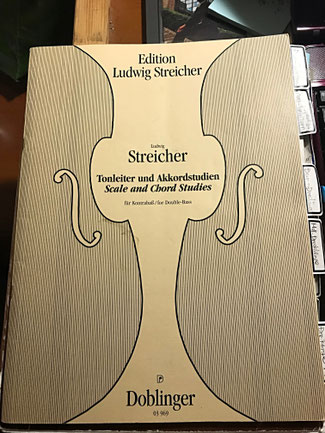 Edition
Ludwig Streicher
Ludwig
Streicher
Tonleiter und Akkordstudien
Scale and Chord Studies
für Kontrabaß/for Double-Bass
Doblinger
03 969